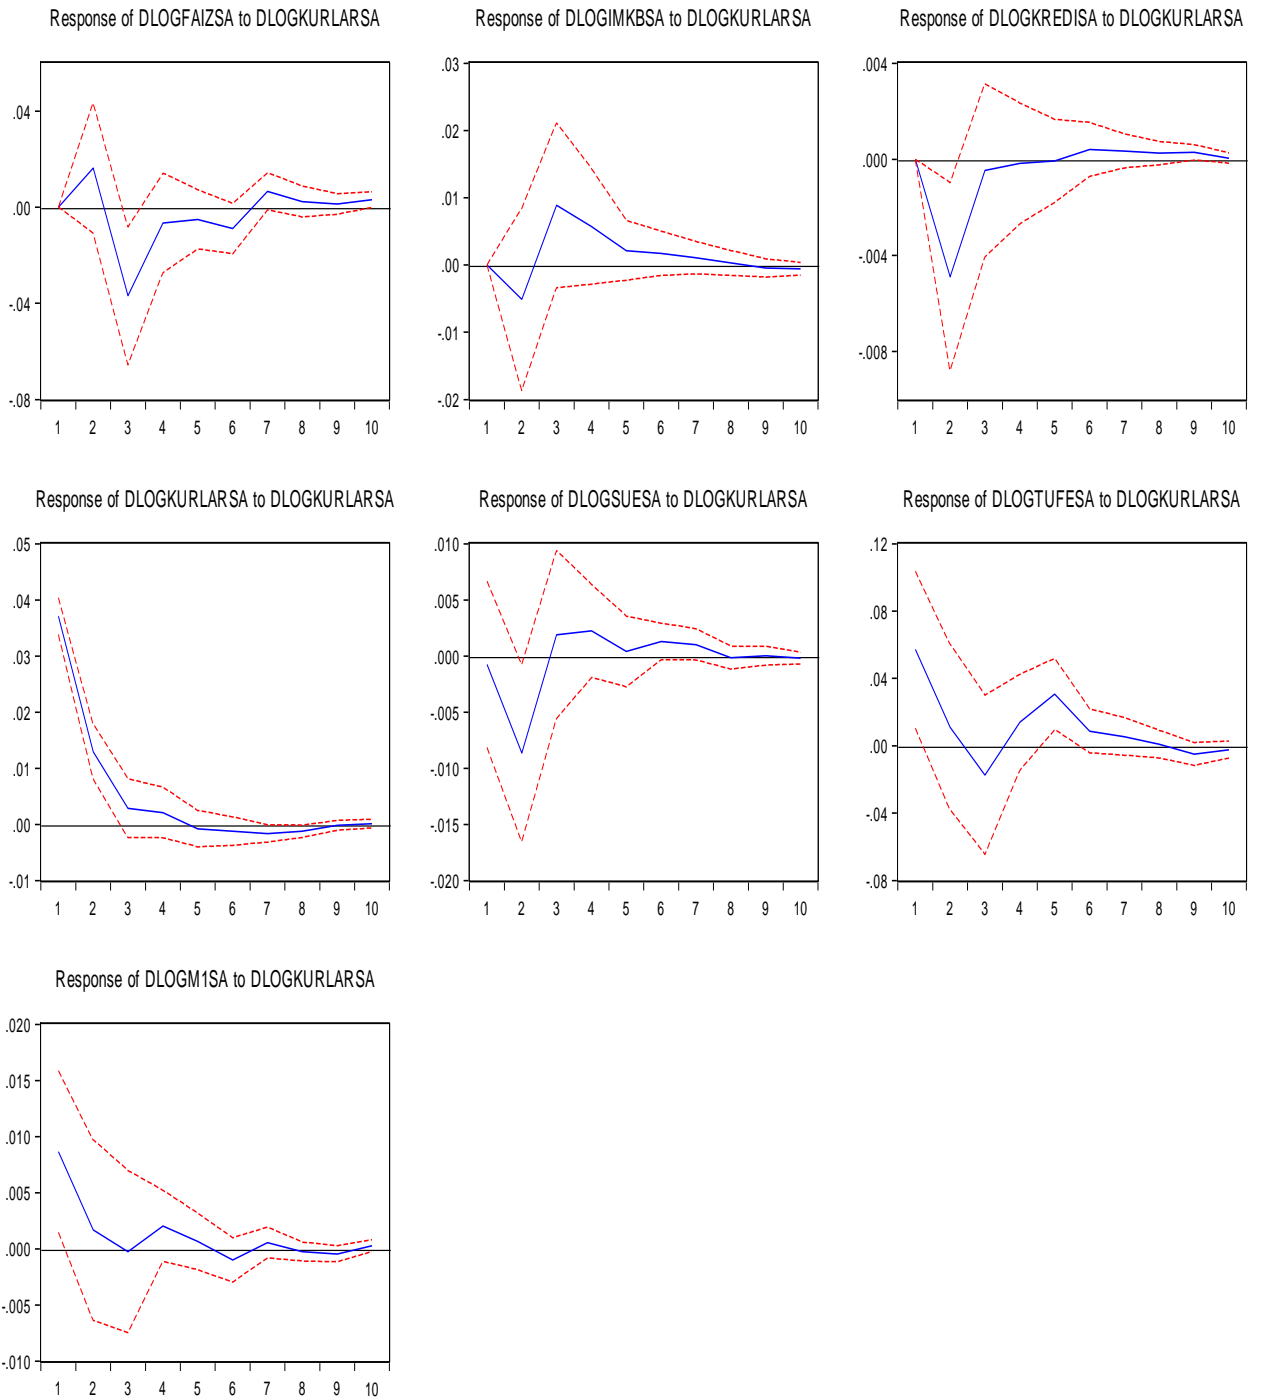 Response of DLOGFAIZSA to DLOGKURLARSA
.04
.00
-.04
-.08
1 2 3 4 5 6 7 8 9 10
Response of DLOGIMKBSA to DLOGKURLARSA
.03
.02
.01
.00
-.01
-.02
1 2 3 4 5 6 7 8 9 10
Response of DLOGKREDISA to DLOGKURLARSA
.004
.000
-.004
-.008
1 2 3 4 5 6 7 8 9 10
Response of DLOGKURLARSA to DLOGKURLARSA
.05
.04
.03
.02
.01
.00
-.01
1 2 3 4 5 6 7 8 9 10
Response of DLOGSUESA to DLOGKURLARSA
.010
.005
.000
-.005
-.010
-.015
-.020
1 2 3 4 5 6 7 8 9 10
Response of DLOGTUFESA to DLOGKURLARSA
.12
.08
.04
.00
-.04
-.08
1 2 3 4 5 6 7 8 9 10
Response of DLOGM1SA to DLOGKURLARSA
.020
.015
.010
.005
.000
-.005
-.010
1 2 3 4 5 6 7 8 9 10